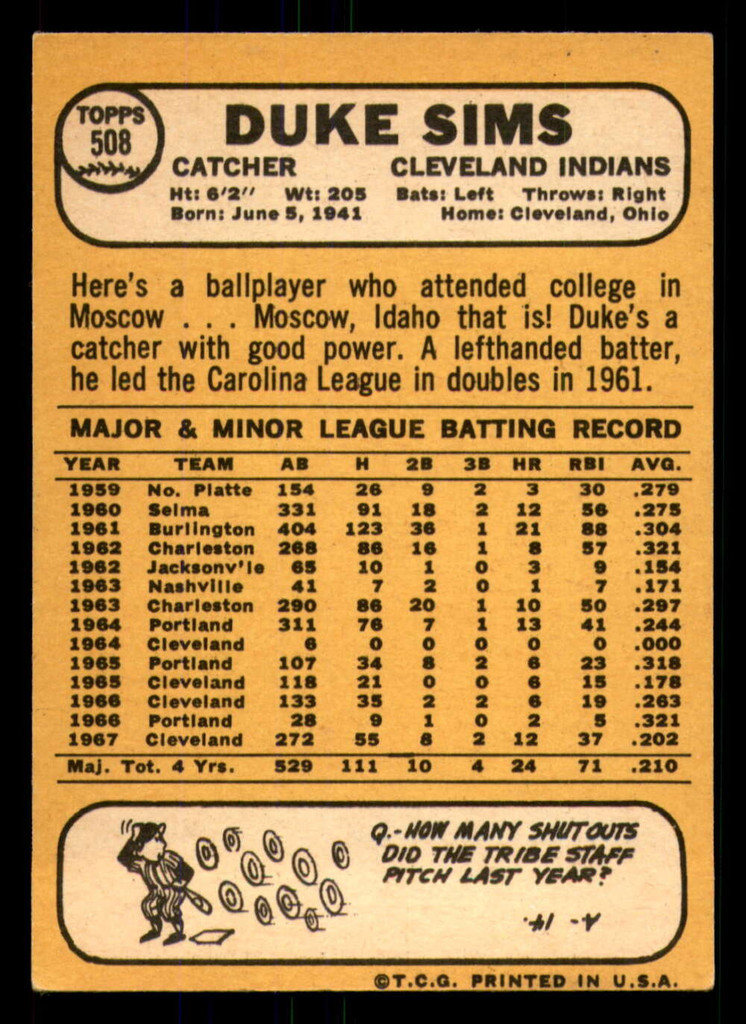 TOPPS
508
DUKE SIMS
CATCHER CLEVELAND INDIANS
Ht: 6'2" Wt: 205 Bats: Left Throws: Right
Born: June 5, 1941 Home: Cleveland, Ohio
Here's a ballplayer who attended college in
Moscow . . . Moscow, Idaho that is! Duke's a
catcher with good power. A lefthanded batter,
he led the Carolina League in doubles in 1961.
MAJOR & MINOR LEAGUE BATTING RECORD
YEAR TEAM AB H 2B 3B HR RBI AVG.
1959 No. Platte 154 26 9 2 3 30 .279
1960 Selma 331 91 18 2 12 56 .275
1961 Burlington 404 123 36 1 21 88 .304
1962 Charleston 268 86 16 1 8 57 .321
1962 Jacksonv'le 65 10 1 0 3 9 .154
1963 Nashville 41 7 2 0 1 7 .171
1963 Charleston 290 86 20 1 10 50 .297
1964 Portland 311 76 7 1 13 41 .244
1964 Cleveland 6 0 0 0 0 0 .000
1965 Portland 107 34 8 2 6 23 .318
1965 Cleveland 118 21 0 0 6 15 .178
1966 Cleveland 133 35 2 2 6 19 .263
1966 Portland 28 9 1 0 2 5 .321
1967 Cleveland 272 55 8 2 12 37 .202
Maj. Tot. 4 Yrs. 529 111 10 4 24 71 .210
Q.-HOW MANY SHUTOUTS
DID THE TRIBE STAFF
PITCH LAST YEAR?
A- 14.
©T.C.G. PRINTED IN U.S.A.